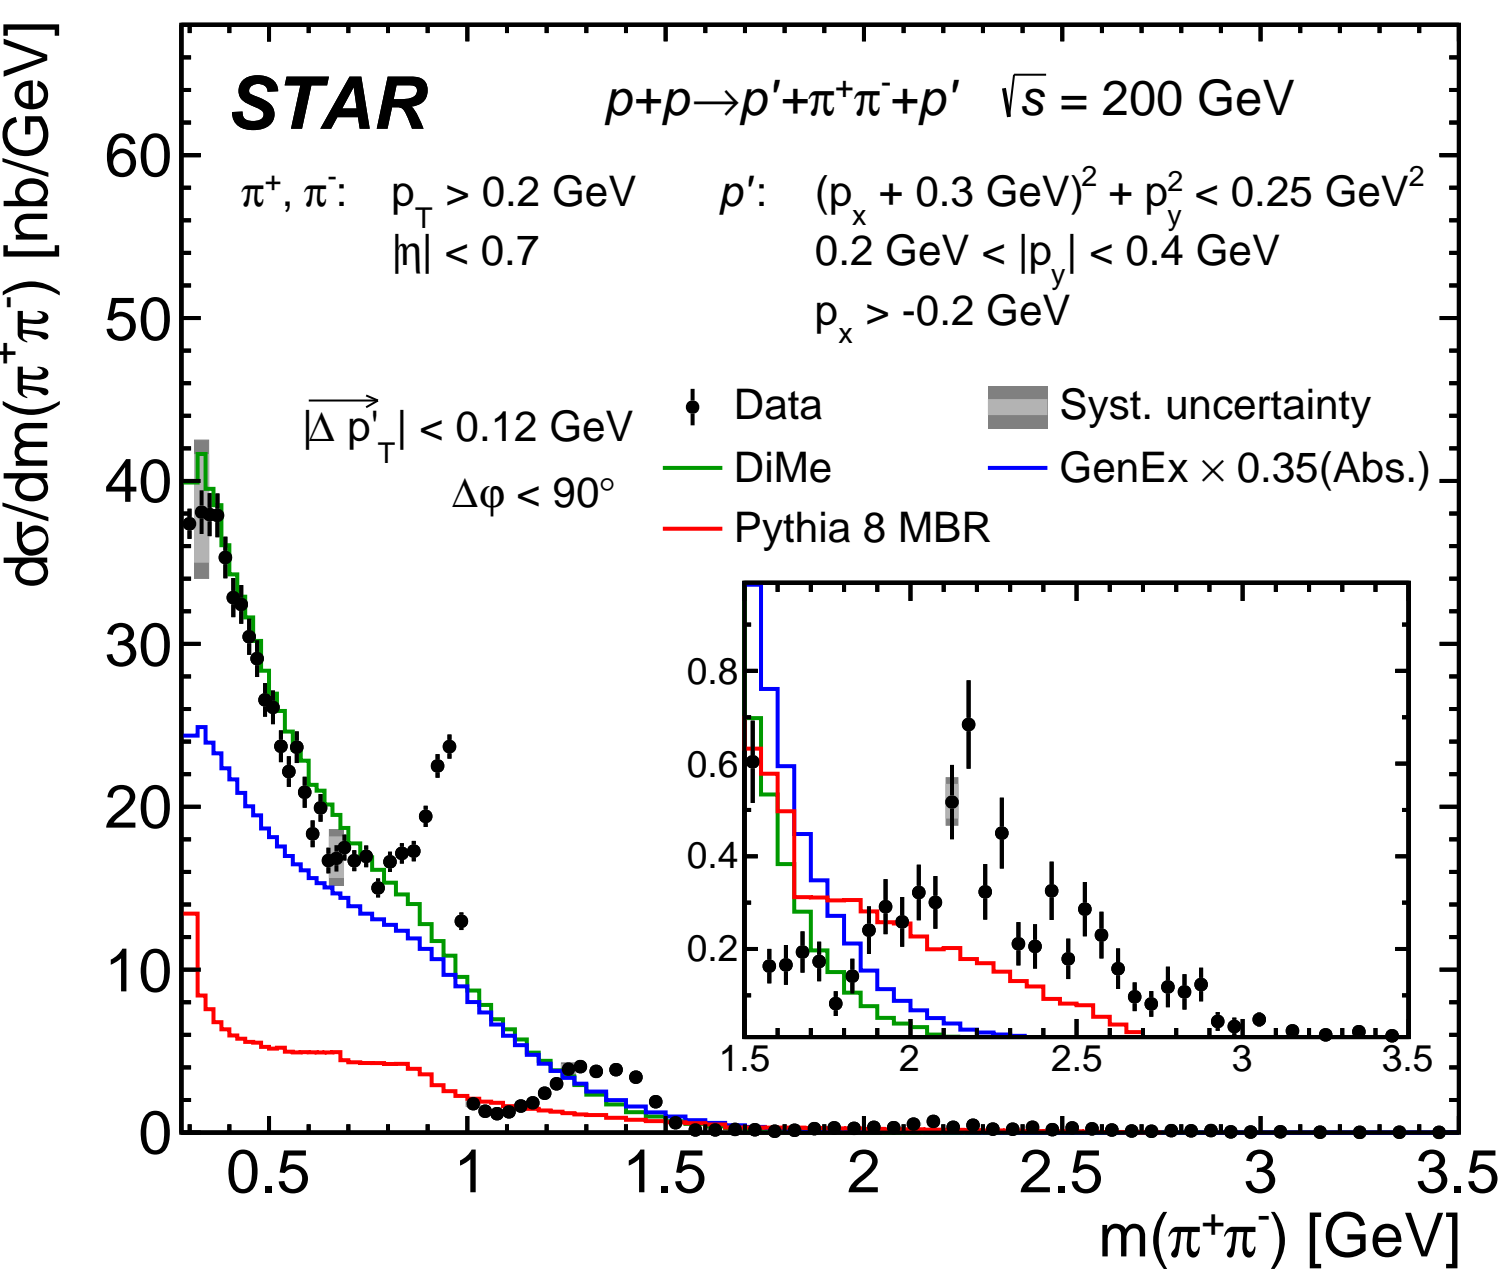 STAR p+p→p′+π⁺π⁻+p′ √s = 200 GeV
π⁺, π⁻: p_T > 0.2 GeV p′: (p_x + 0.3 GeV)² + p_y² < 0.25 GeV²
|η| < 0.7 0.2 GeV < |p_y| < 0.4 GeV
p_x > -0.2 GeV
|Δ p⃗'_T| < 0.12 GeV
Δφ < 90°
Data Syst. uncertainty
DiMe GenEx × 0.35(Abs.)
Pythia 8 MBR
dσ/dm(π⁺π⁻) [nb/GeV]
60
50
40
30
20
10
0
0.8
0.6
0.4
0.2
1.5 2 2.5 3 3.5
0.5 1 1.5 2 2.5 3 3.5
m(π⁺π⁻) [GeV]